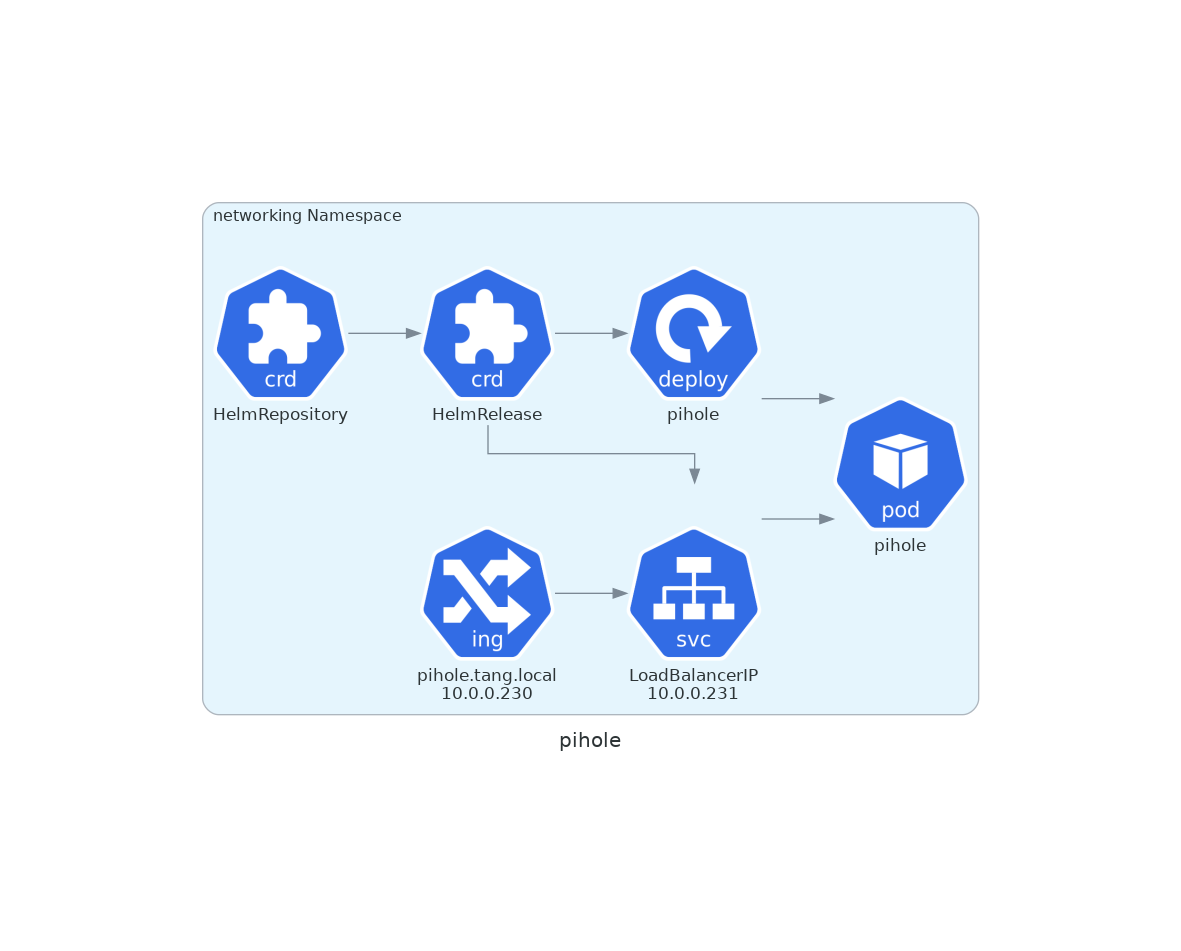 networking Namespace
crd
HelmRepository
crd
HelmRelease
deploy
pihole
pod
pihole
ing
pihole.tang.local
10.0.0.230
svc
LoadBalancerIP
10.0.0.231
pihole